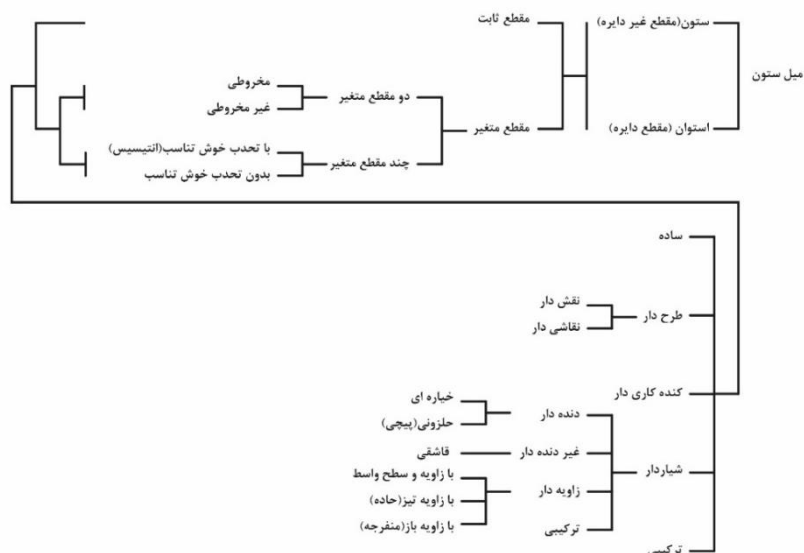 میل ستون
ستون(مقطع غیر دایره)
استوان (مقطع دایره)
مقطع ثابت
مقطع متغیر
دو مقطع متغیر
مخروطی
غیر مخروطی
چند مقطع متغیر
با تحدب خوش تناسب(انتیسیس)
بدون تحدب خوش تناسب
ساده
طرح دار
نقش دار
نقاشی دار
کنده کاری دار
شیاردار
دنده دار
خیاره ای
حلزونی(پیچی)
غیر دنده دار
قاشقی
زاویه دار
با زاویه و سطح واسط
با زاویه تیز(حاده)
با زاویه باز(منفرجه)
ترکیبی
ترکیبی